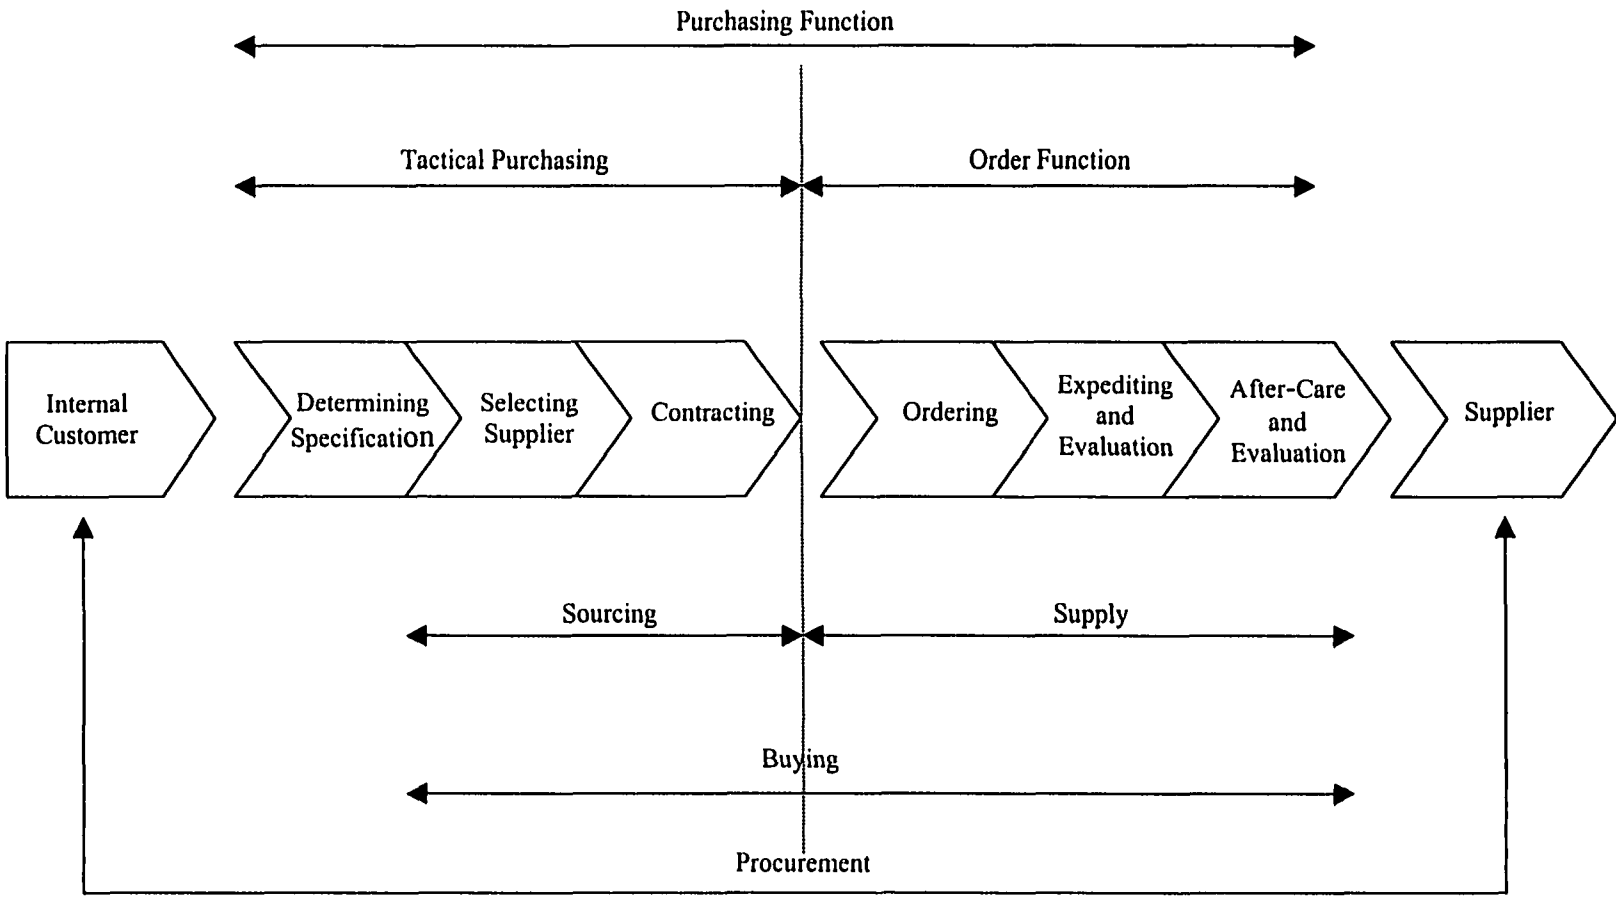 Purchasing Function
Tactical Purchasing
Order Function
Internal
Customer
Determining
Specification
Selecting
Supplier
Contracting
Ordering
Expediting
and
Evaluation
After-Care
and
Evaluation
Supplier
Sourcing
Supply
Buying
Procurement